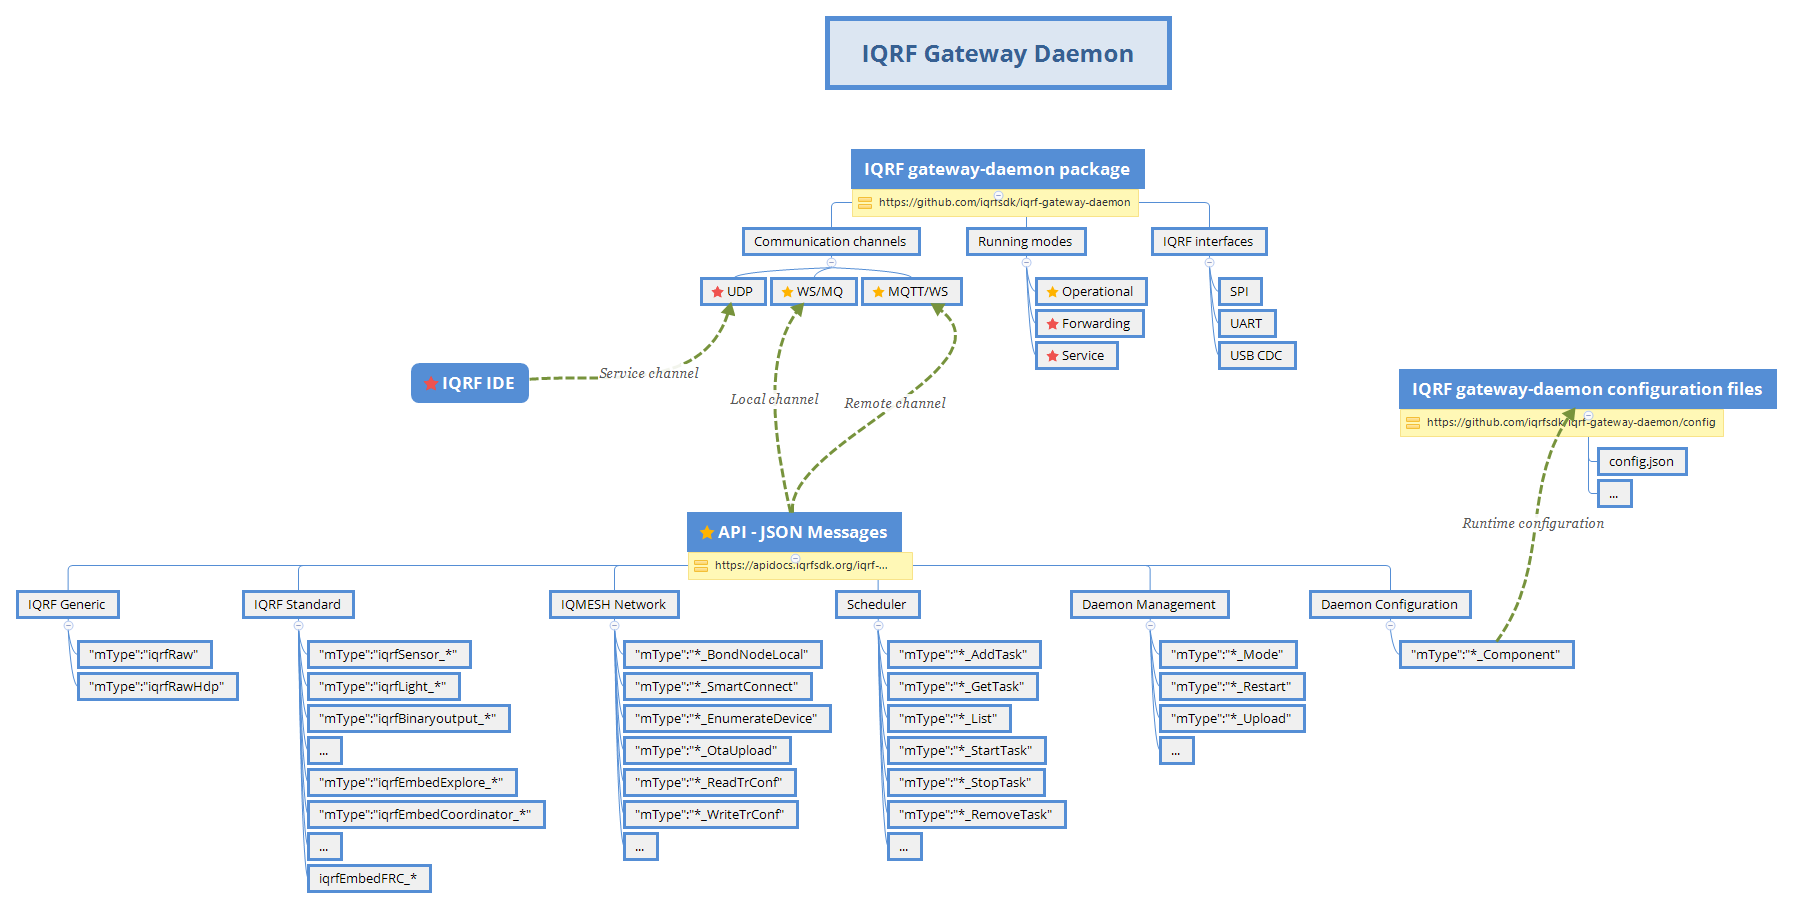 IQRF Gateway Daemon
IQRF gateway-daemon package
https://github.com/iqrfsdk/iqrf-gateway-daemon
Communication channels
Running modes
IQRF interfaces
UDP
WS/MQ
MQTT/WS
Operational
Forwarding
Service
SPI
UART
USB CDC
IQRF IDE
Service channel
Local channel
Remote channel
IQRF gateway-daemon configuration files
https://github.com/iqrfsdk/iqrf-gateway-daemon/config
config.json
...
Runtime configuration
API - JSON Messages
https://apidocs.iqrfsdk.org/iqrf-...
IQRF Generic
"mType":"iqrfRaw"
"mType":"iqrfRawHdp"
IQRF Standard
"mType":"iqrfSensor_*"
"mType":"iqrfLight_*"
"mType":"iqrfBinaryoutput_*"
...
"mType":"iqrfEmbedExplore_*"
"mType":"iqrfEmbedCoordinator_*"
...
iqrfEmbedFRC_*
IQMESH Network
"mType":"*_BondNodeLocal"
"mType":"*_SmartConnect"
"mType":"*_EnumerateDevice"
"mType":"*_OtaUpload"
"mType":"*_ReadTrConf"
"mType":"*_WriteTrConf"
...
Scheduler
"mType":"*_AddTask"
"mType":"*_GetTask"
"mType":"*_List"
"mType":"*_StartTask"
"mType":"*_StopTask"
"mType":"*_RemoveTask"
...
Daemon Management
"mType":"*_Mode"
"mType":"*_Restart"
"mType":"*_Upload"
...
Daemon Configuration
"mType":"*_Component"